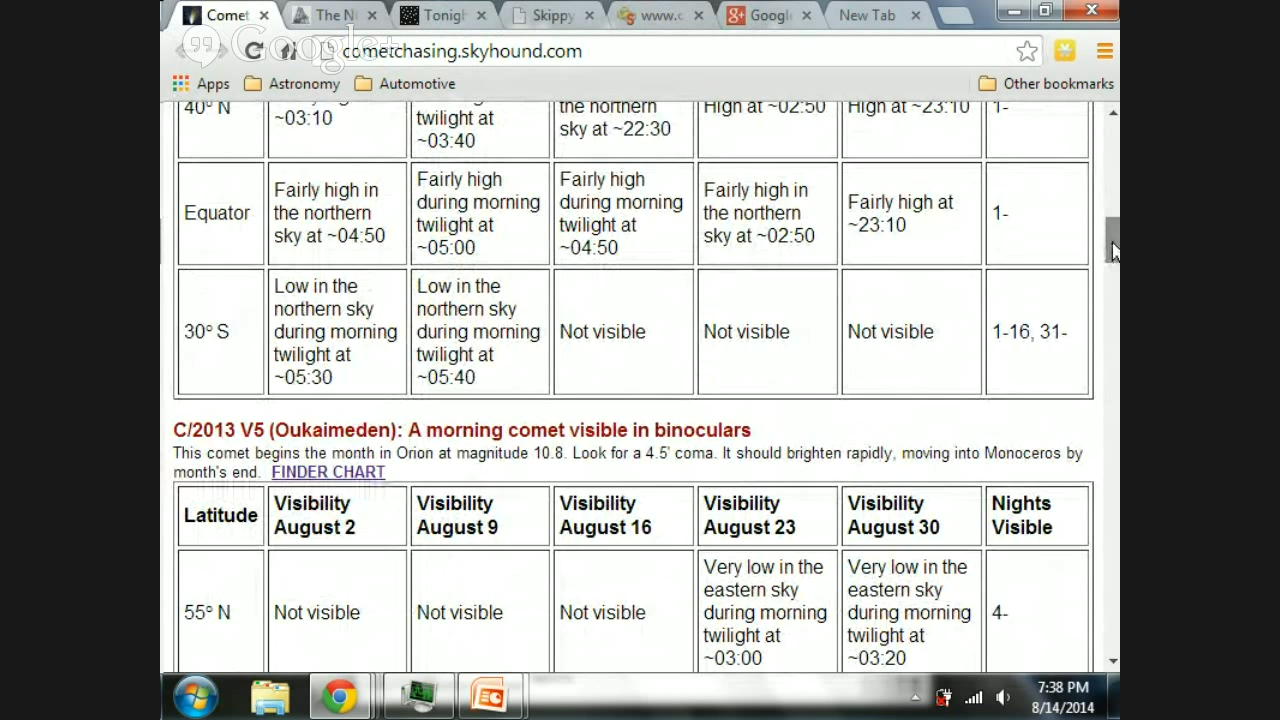 Comet
The N
Tonigh
Skippy
www.c
Googl
New Tab
Google+
cometchasing.skyhound.com
Apps
Astronomy
Automotive
Other bookmarks
40° N
~03:10
twilight at
~03:40
the northern
sky at ~22:30
High at ~02:50
High at ~23:10
1-
Equator
Fairly high in
the northern
sky at ~04:50
Fairly high
during morning
twilight at
~05:00
Fairly high
during morning
twilight at
~04:50
Fairly high in
the northern
sky at ~02:50
Fairly high at
~23:10
1-
30° S
Low in the
northern sky
during morning
twilight at
~05:30
Low in the
northern sky
during morning
twilight at
~05:40
Not visible
Not visible
Not visible
1-16, 31-
C/2013 V5 (Oukaimeden): A morning comet visible in binoculars
This comet begins the month in Orion at magnitude 10.8. Look for a 4.5' coma. It should brighten rapidly, moving into Monoceros by
month's end. FINDER CHART
Latitude
Visibility
August 2
Visibility
August 9
Visibility
August 16
Visibility
August 23
Visibility
August 30
Nights
Visible
55° N
Not visible
Not visible
Not visible
Very low in the
eastern sky
during morning
twilight at
~03:00
Very low in the
eastern sky
during morning
twilight at
~03:20
4-
7:38 PM
8/14/2014